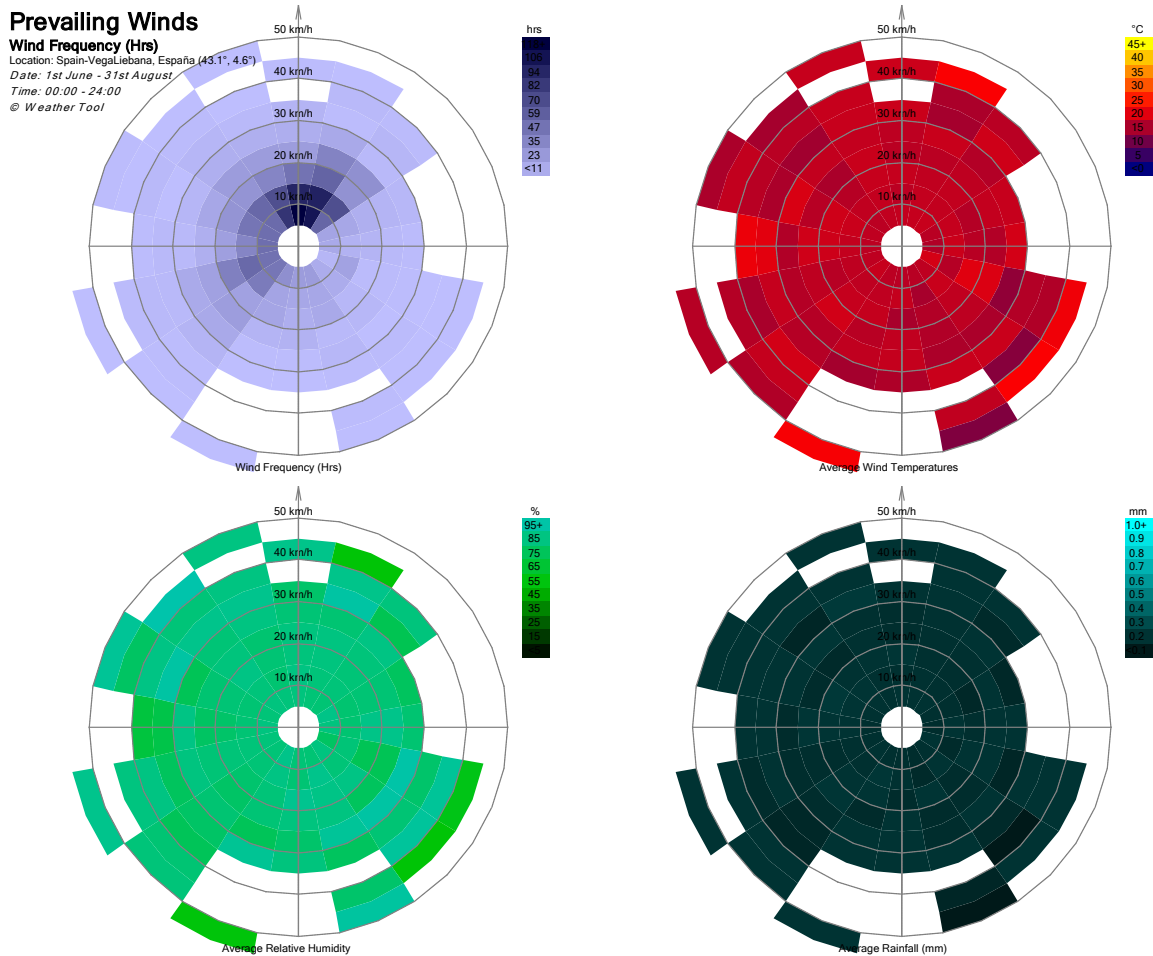 Prevailing Winds
Wind Frequency (Hrs)
Location: Spain-VegaLiebana, España (43.1°, 4.6°)
Date: 1st June - 31st August
Time: 00:00 - 24:00
© Weather Tool
50 km/h
40 km/h
30 km/h
20 km/h
10 km/h
hrs
106
94
82
70
59
47
35
23
<11
Wind Frequency (Hrs)
50 km/h
40 km/h
30 km/h
20 km/h
10 km/h
°C
45+
40
35
30
25
20
15
10
5
Average Wind Temperatures
50 km/h
40 km/h
30 km/h
20 km/h
10 km/h
%
95+
85
75
65
55
45
35
25
15
Average Relative Humidity
50 km/h
40 km/h
30 km/h
20 km/h
10 km/h
mm
1.0+
0.9
0.8
0.7
0.6
0.5
0.4
0.3
0.2
<0.1
Average Rainfall (mm)